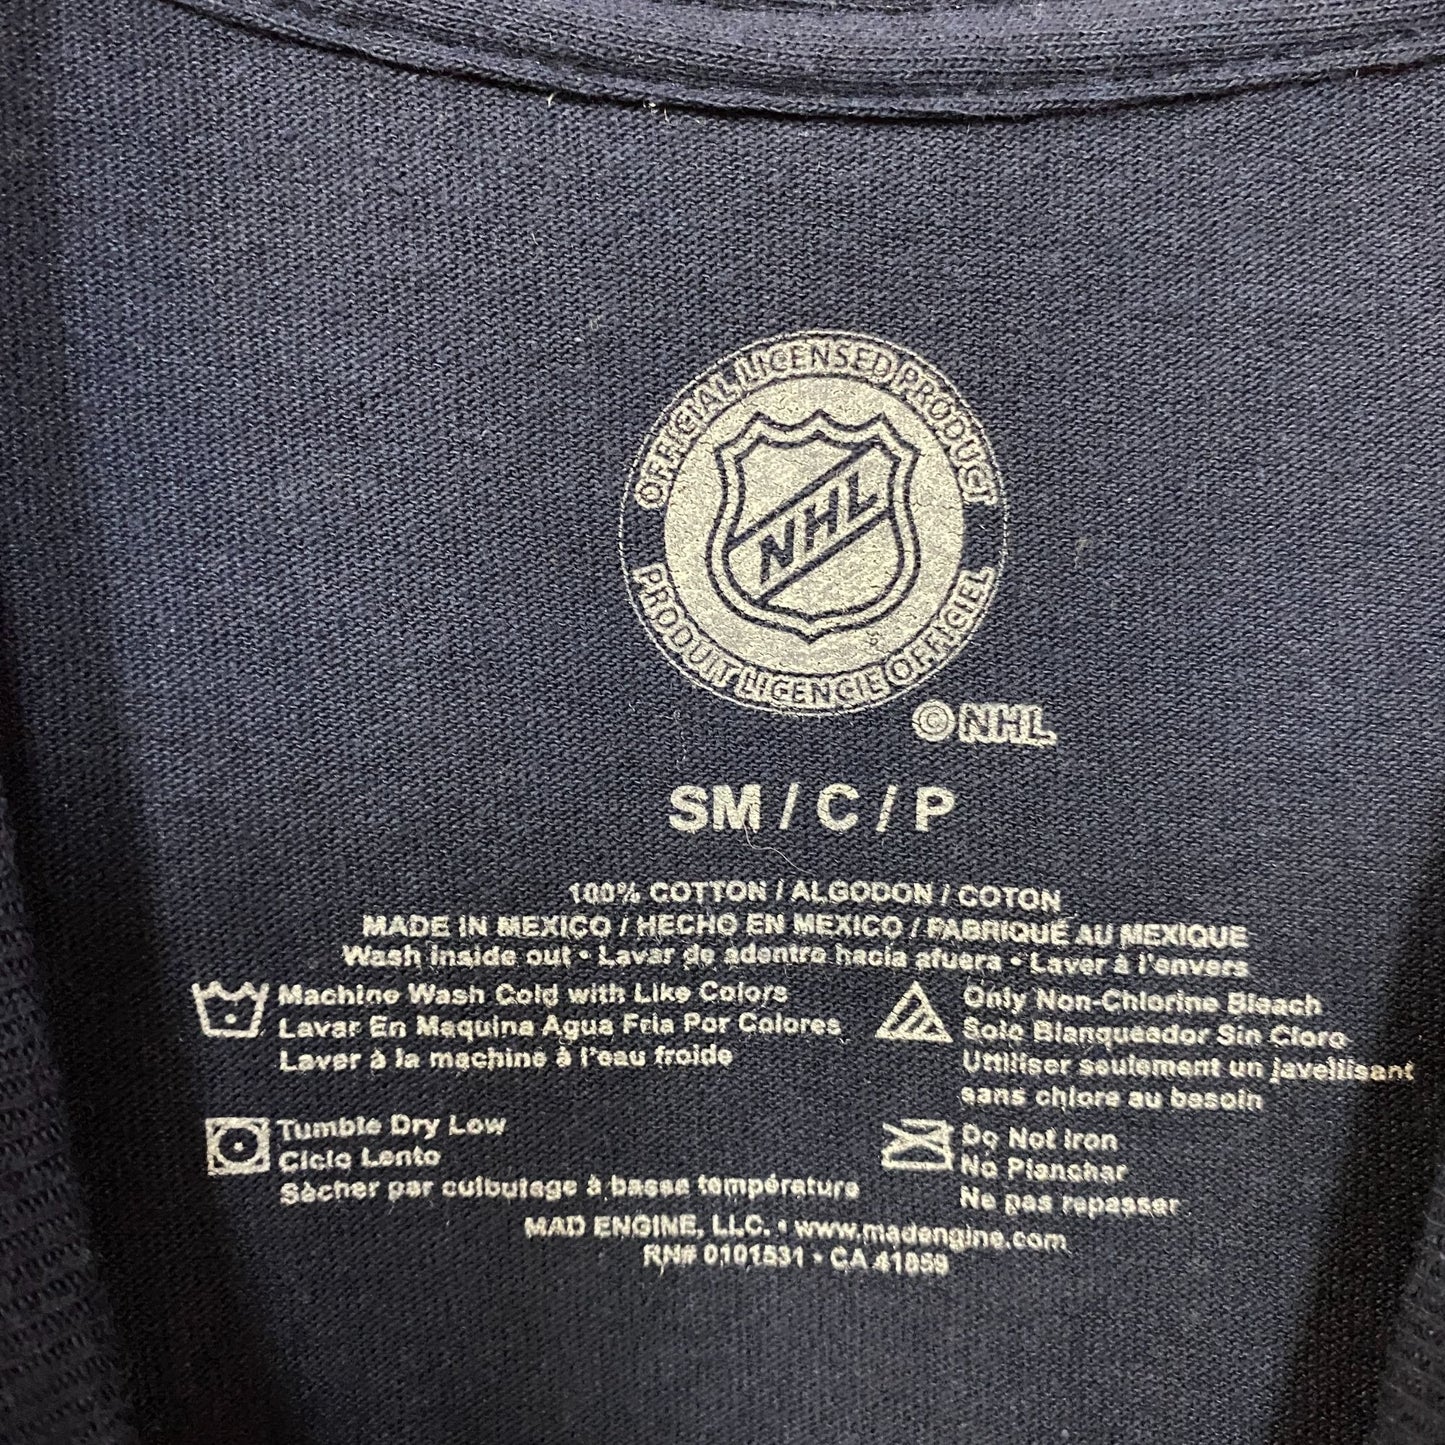 OFFICIAL LICENSED PRODUCT
NHL
PRODUIT LICENCIE OFFICIEL
©NHL
SM / C / P
100% COTTON / ALGODON / COTON
MADE IN MEXICO / HECHO EN MEXICO / FABRIQUÉ AU MEXIQUE
Wash inside out • Lavar de adentro hacia afuera • Laver à l'envers
Machine Wash Cold with Like Colors
Lavar En Maquina Agua Fria Por Colores
Laver à la machine à l'eau froide
Only Non-Chlorine Bleach
Solo Blanqueador Sin Cloro
Utiliser seulement un javellisant
sans chlore au besoin
Tumble Dry Low
Ciclo Lento
Sècher par culbutage à basse température
Do Not Iron
No Planchar
Ne pas repasser
MAD ENGINE, LLC. • www.madengine.com
RN# 0101531 • CA 41859